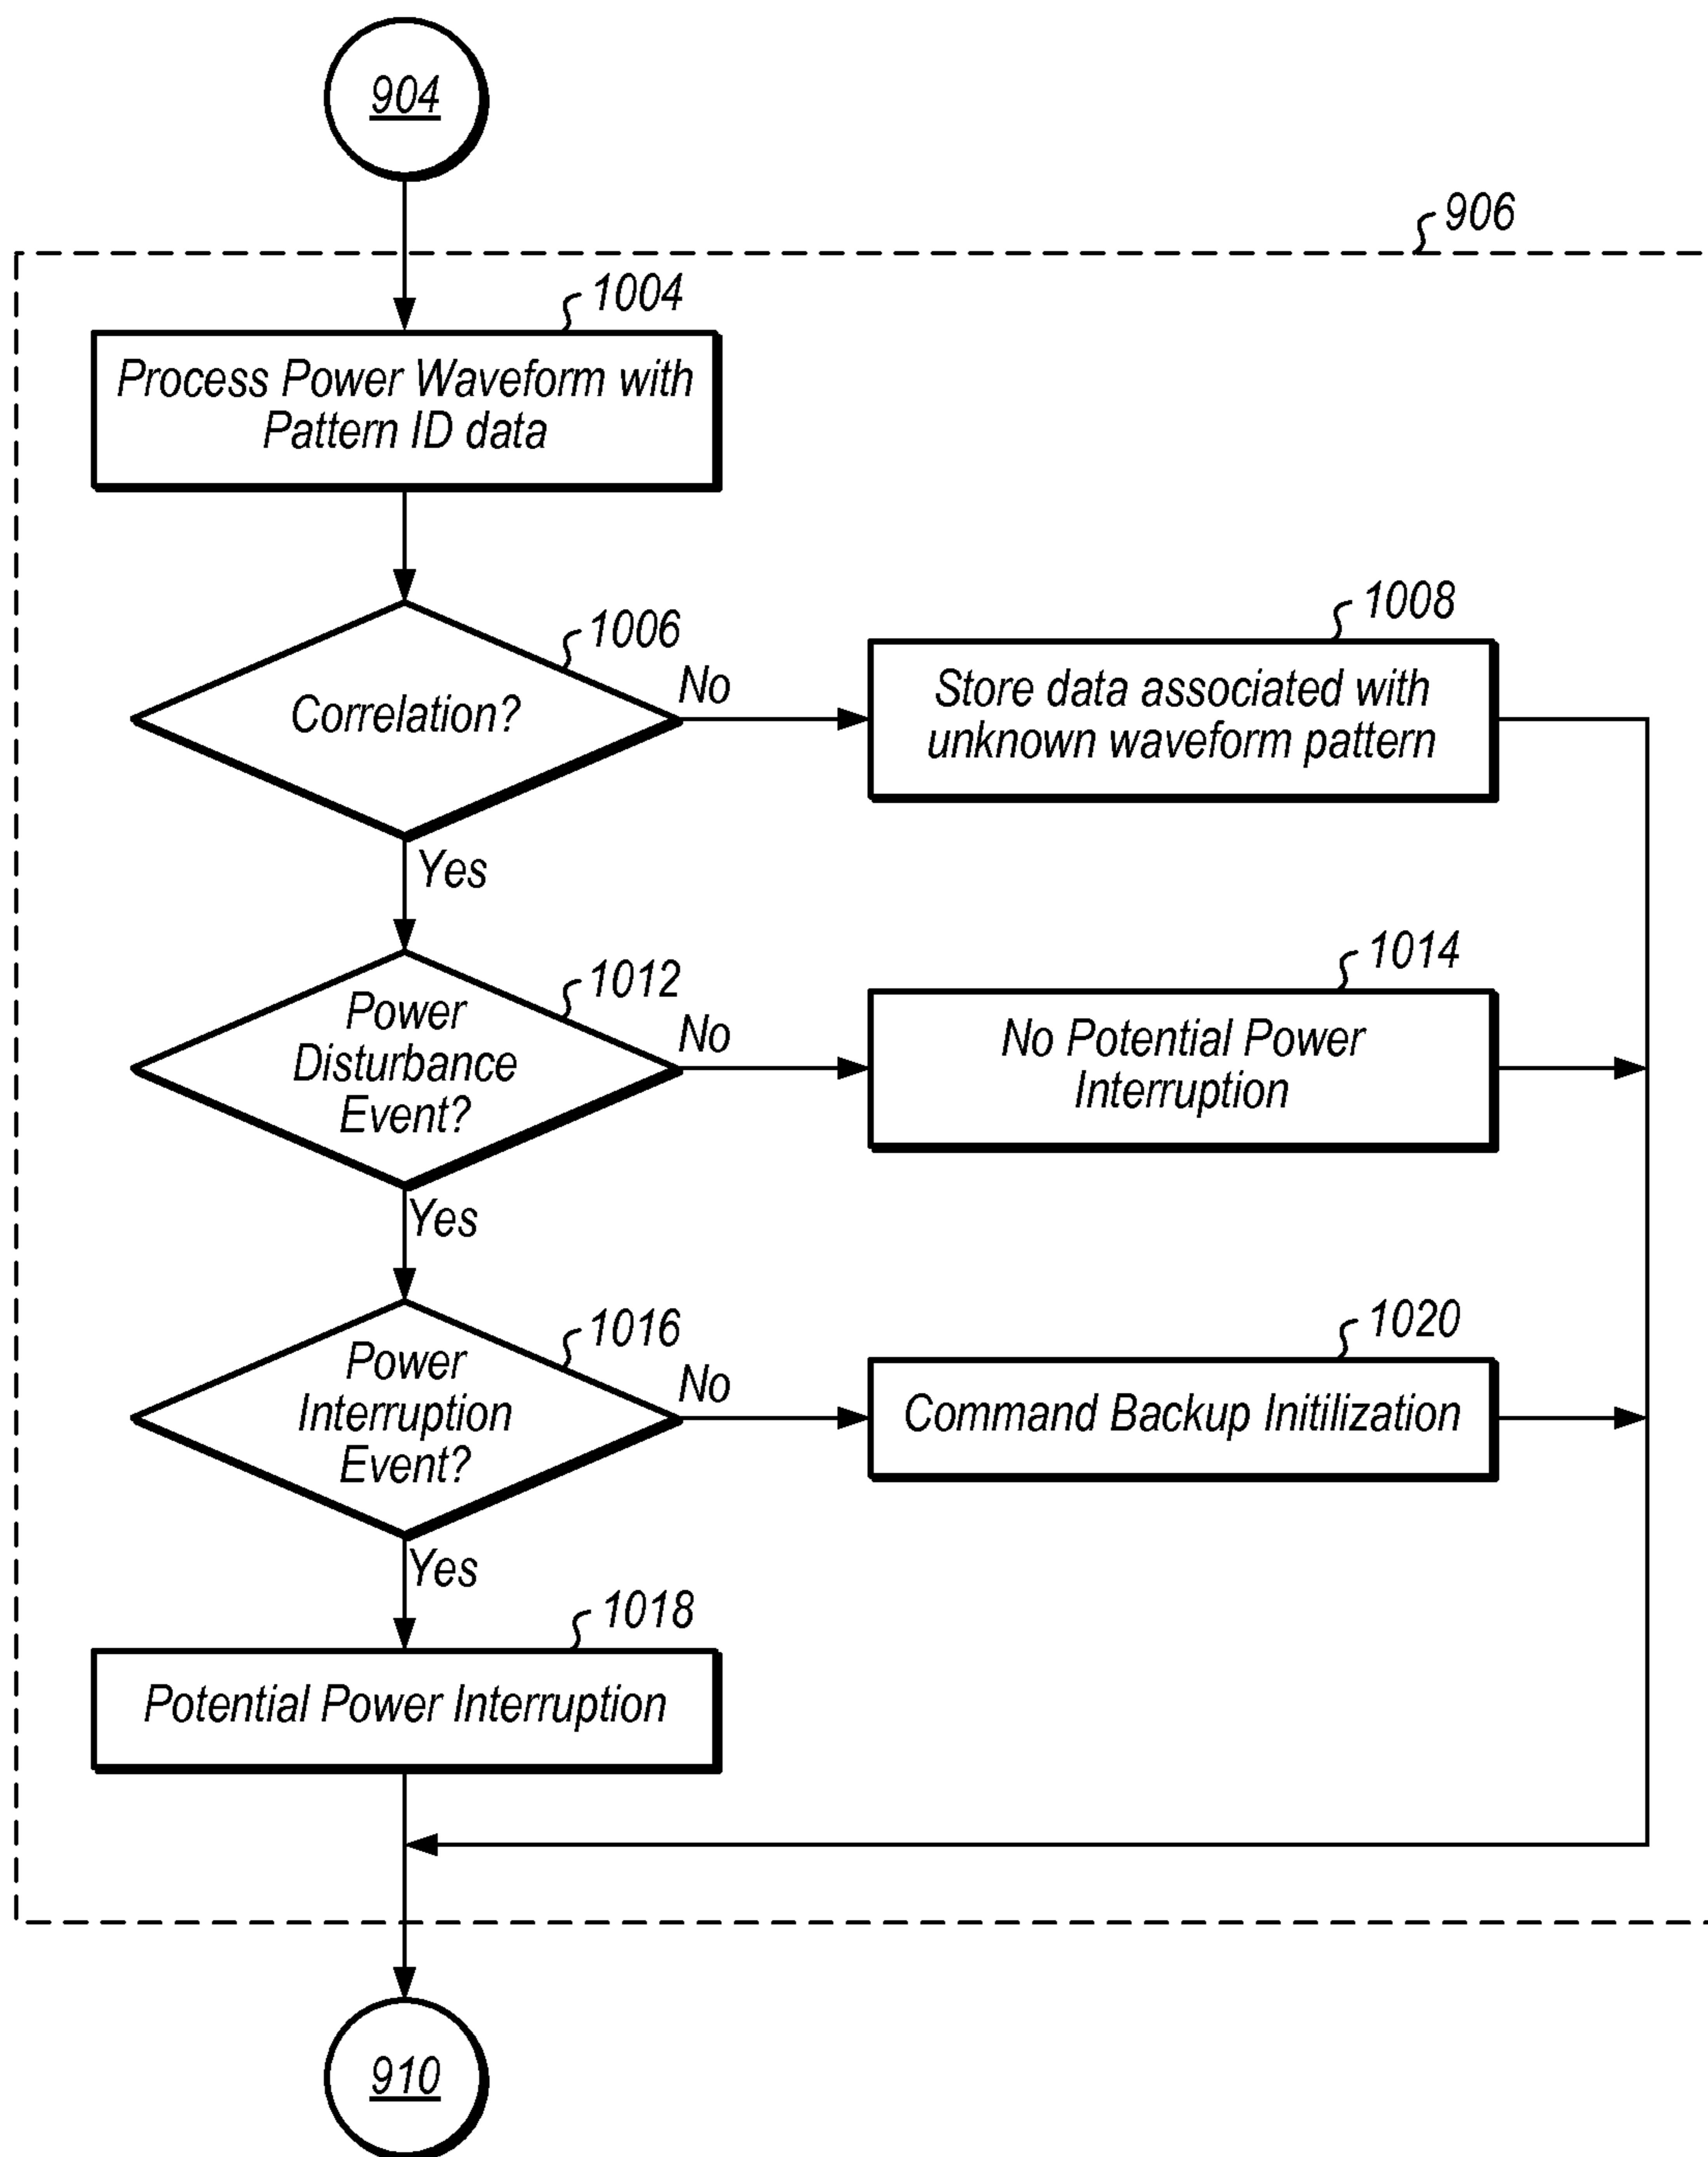 904
906
1004
Process Power Waveform with
Pattern ID data
1006
Correlation?
No
1008
Store data associated with
unknown waveform pattern
Yes
1012
Power
Disturbance
Event?
No
1014
No Potential Power
Interruption
Yes
1016
Power
Interruption
Event?
No
1020
Command Backup Initilization
Yes
1018
Potential Power Interruption
910